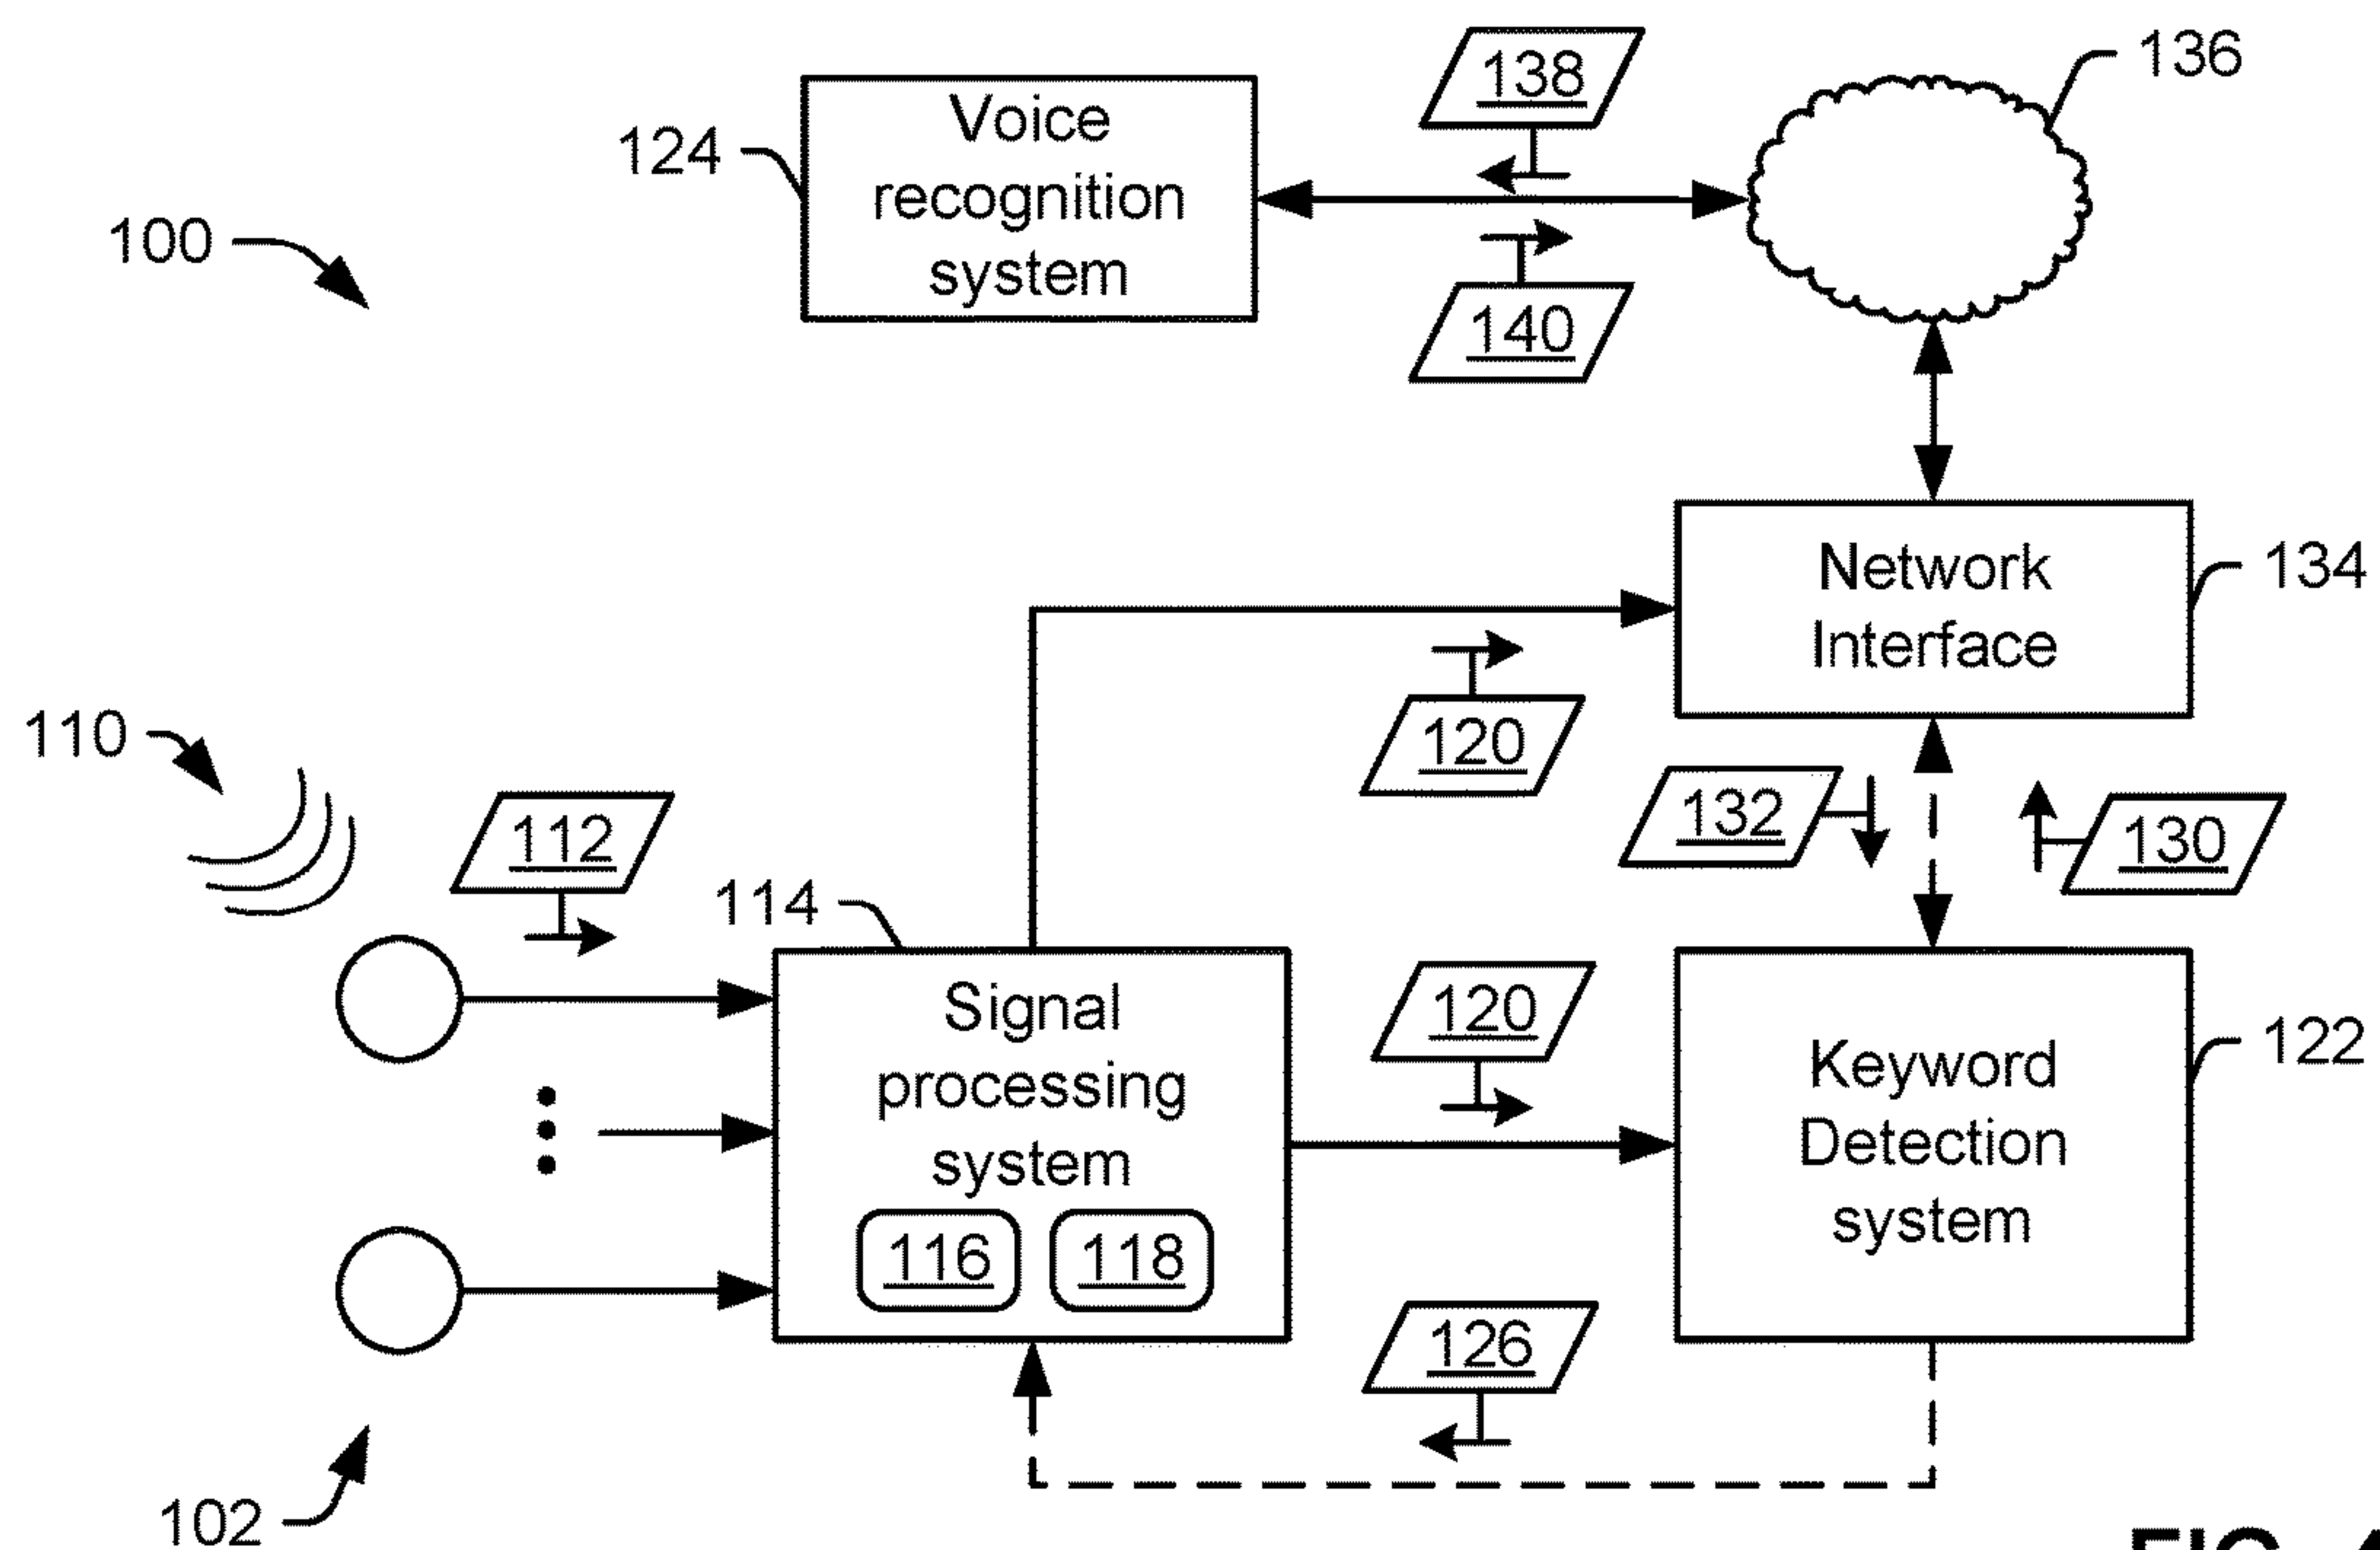 138
136
124
Voice
recognition
system
100
140
Network
Interface
134
110
120
132
130
112
114
Signal
processing
system
116
118
120
Keyword
Detection
system
122
126
102